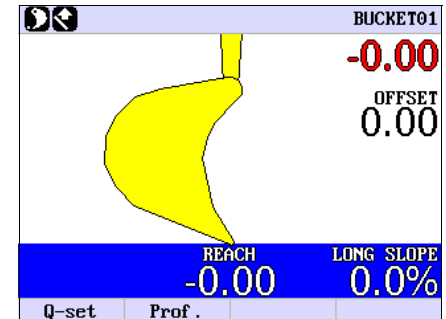 BUCKET01
-0.00
OFFSET
0.00
REACH LONG SLOPE
-0.00 0.0%
Q-set Prof.